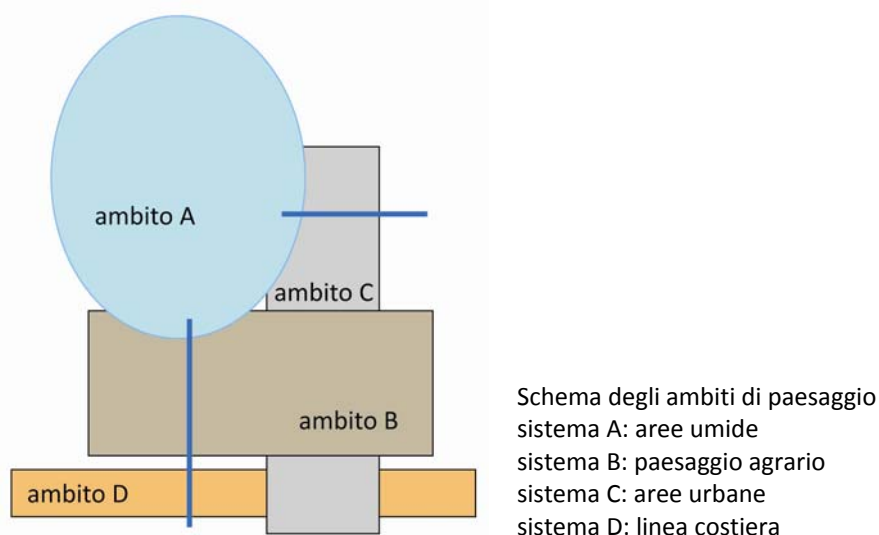 ambito A
ambito C
ambito B
ambito D
Schema degli ambiti di paesaggio
sistema A: aree umide
sistema B: paesaggio agrario
sistema C: aree urbane
sistema D: linea costiera